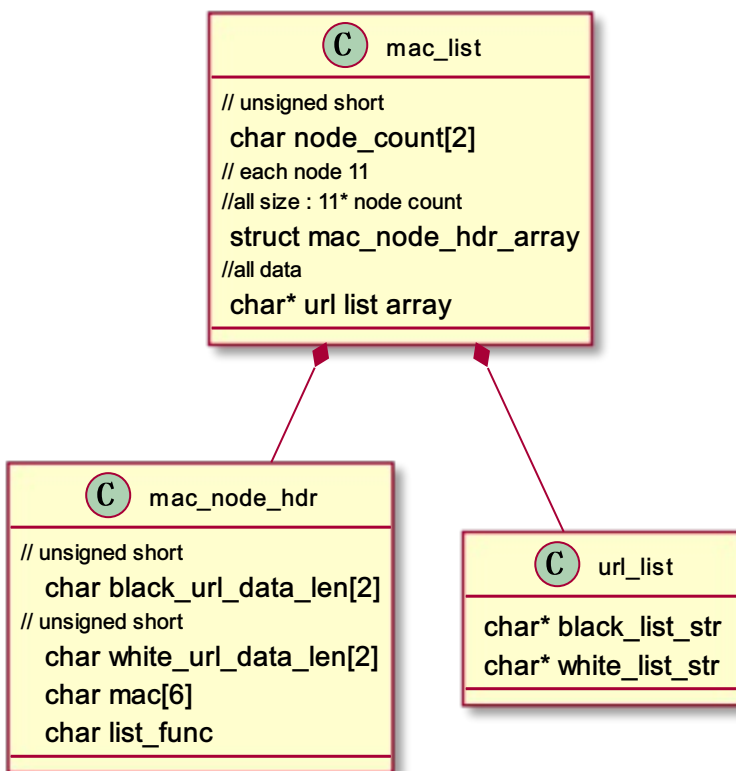 C mac_list
// unsigned short
char node_count[2]
// each node 11
//all size : 11* node count
struct mac_node_hdr_array
//all data
char* url list array
C mac_node_hdr
// unsigned short
char black_url_data_len[2]
// unsigned short
char white_url_data_len[2]
char mac[6]
char list_func
C url_list
char* black_list_str
char* white_list_str